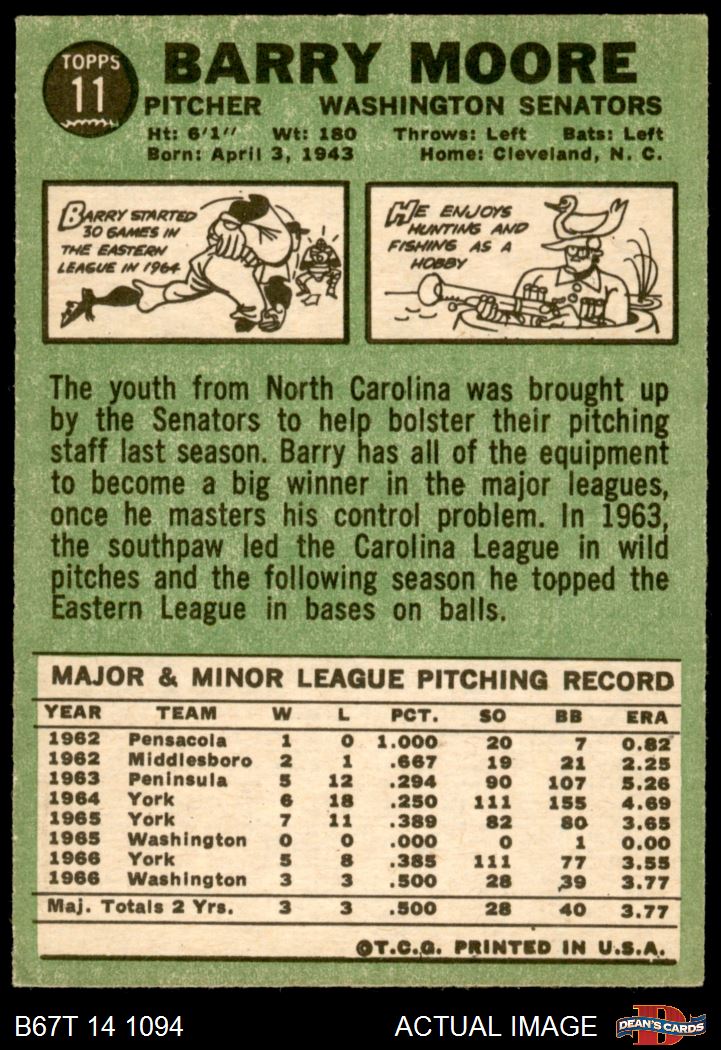 TOPPS
11
BARRY MOORE
PITCHER WASHINGTON SENATORS
Ht: 6'1" Wt: 180 Throws: Left Bats: Left
Born: April 3, 1943 Home: Cleveland, N. C.
BARRY STARTED
30 GAMES IN
THE EASTERN
LEAGUE IN 1964
HE ENJOYS
HUNTING AND
FISHING AS A
HOBBY
The youth from North Carolina was brought up
by the Senators to help bolster their pitching
staff last season. Barry has all of the equipment
to become a big winner in the major leagues,
once he masters his control problem. In 1963,
the southpaw led the Carolina League in wild
pitches and the following season he topped the
Eastern League in bases on balls.
MAJOR & MINOR LEAGUE PITCHING RECORD
YEAR TEAM W L PCT. SO BB ERA
1962 Pensacola 1 0 1.000 20 7 0.82
1962 Middlesboro 2 1 .667 19 21 2.25
1963 Peninsula 5 12 .294 90 107 5.26
1964 York 6 18 .250 111 155 4.69
1965 York 7 11 .389 82 80 3.65
1965 Washington 0 0 .000 0 1 0.00
1966 York 5 8 .385 111 77 3.55
1966 Washington 3 3 .500 28 39 3.77
Maj. Totals 2 Yrs. 3 3 .500 28 40 3.77
©T.C.G. PRINTED IN U.S.A.
B67T 14 1094 ACTUAL IMAGE
D
DEAN'S CARDS